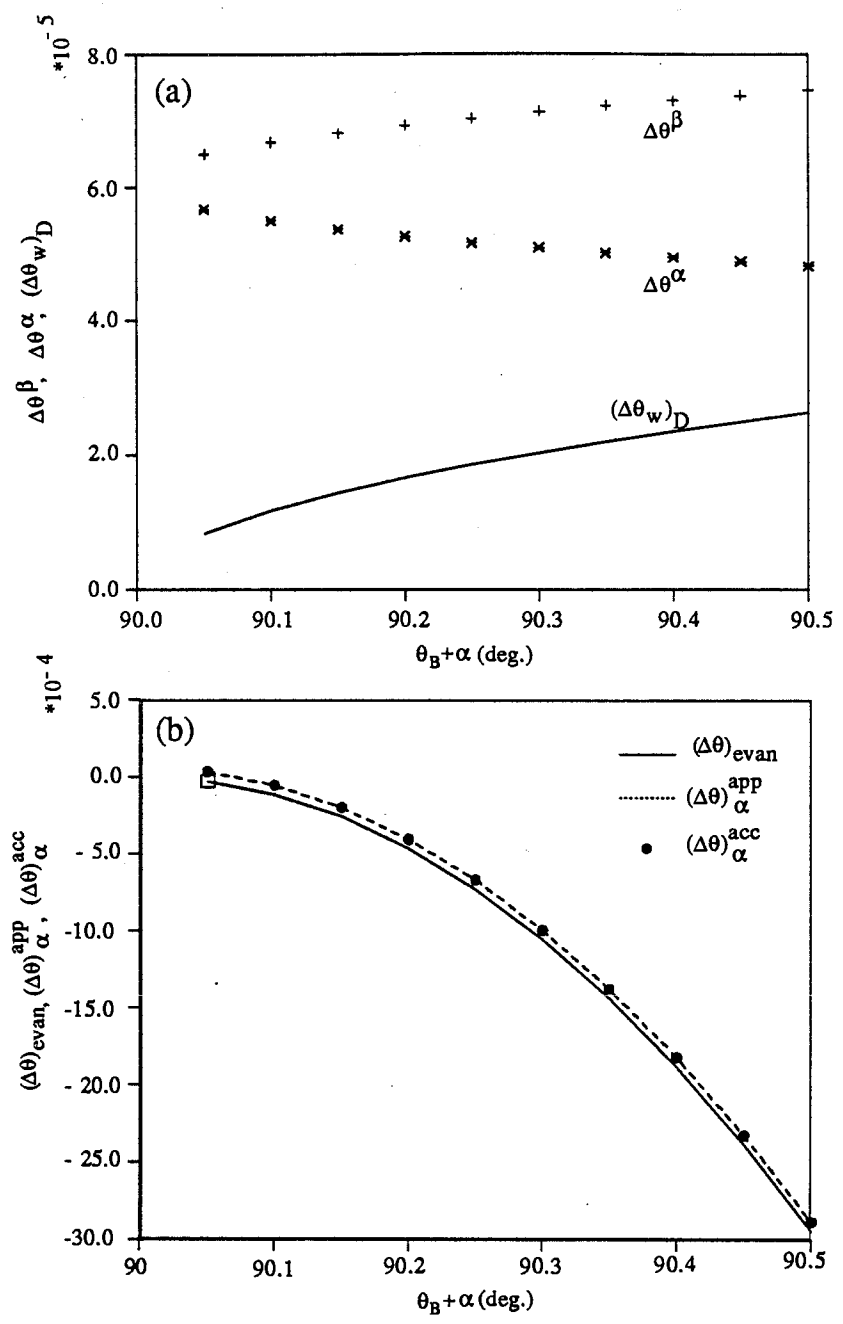 *10⁻⁵
8.0
(a)
Δθ^β
6.0
Δθ^α
4.0
(Δθ_w)_D
2.0
0.0
Δθ^β, Δθ^α, (Δθ_w)_D
90.0 90.1 90.2 90.3 90.4 90.5
θ_B+α (deg.)
*10⁻⁴
5.0
(b)
(Δθ)_evan
(Δθ)_α^app
(Δθ)_α^acc
0.0
- 5.0
-10.0
-15.0
- 20.0
- 25.0
-30.0
(Δθ)_evan, (Δθ)_α^app, (Δθ)_α^acc
90 90.1 90.2 90.3 90.4 90.5
θ_B+α (deg.)